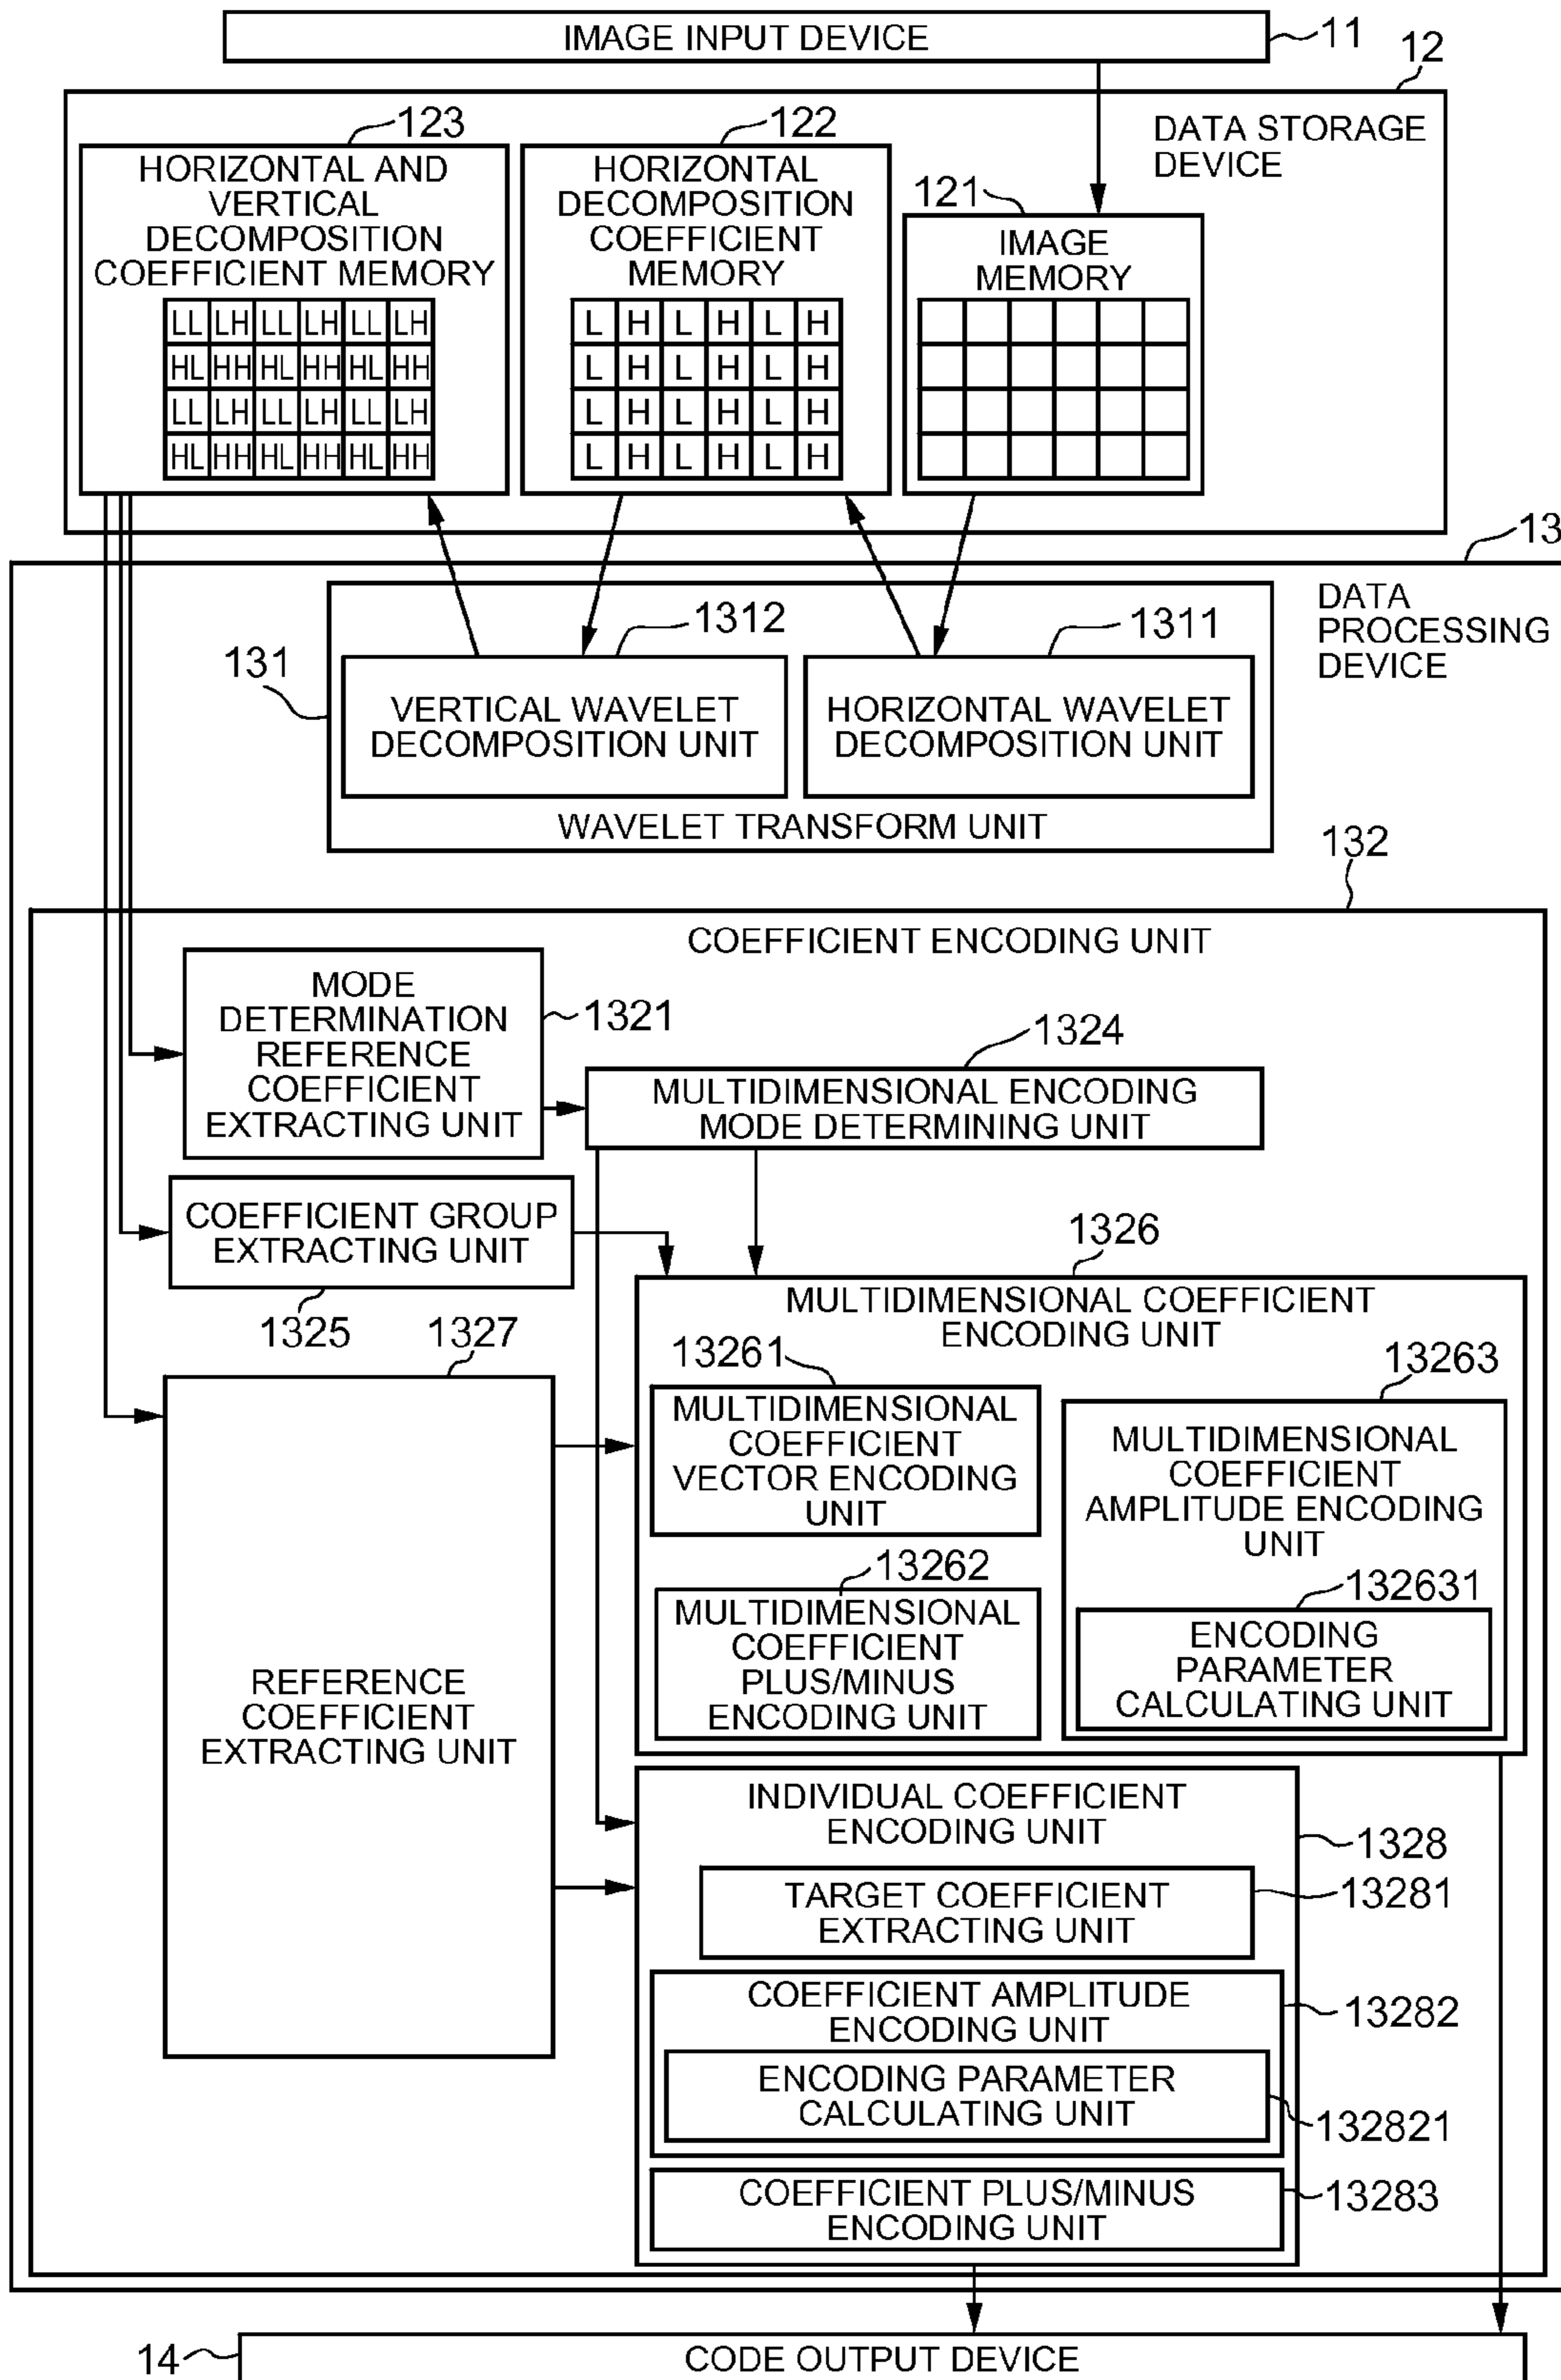 IMAGE INPUT DEVICE
11
12
DATA STORAGE
DEVICE
123
HORIZONTAL AND
VERTICAL
DECOMPOSITION
COEFFICIENT MEMORY
LL LH LL LH LL LH
HL HH HL HH HL HH
LL LH LL LH LL LH
HL HH HL HH HL HH
122
HORIZONTAL
DECOMPOSITION
COEFFICIENT
MEMORY
L H L H L H
L H L H L H
L H L H L H
L H L H L H
121
IMAGE
MEMORY
13
DATA
PROCESSING
DEVICE
131
1312
VERTICAL WAVELET
DECOMPOSITION UNIT
1311
HORIZONTAL WAVELET
DECOMPOSITION UNIT
WAVELET TRANSFORM UNIT
132
COEFFICIENT ENCODING UNIT
MODE
DETERMINATION
REFERENCE
COEFFICIENT
EXTRACTING UNIT
1321
1324
MULTIDIMENSIONAL ENCODING
MODE DETERMINING UNIT
COEFFICIENT GROUP
EXTRACTING UNIT
1325
1326
MULTIDIMENSIONAL COEFFICIENT
ENCODING UNIT
13261
MULTIDIMENSIONAL
COEFFICIENT
VECTOR ENCODING
UNIT
13263
MULTIDIMENSIONAL
COEFFICIENT
AMPLITUDE ENCODING
UNIT
13262
MULTIDIMENSIONAL
COEFFICIENT
PLUS/MINUS
ENCODING UNIT
132631
ENCODING
PARAMETER
CALCULATING UNIT
1327
REFERENCE
COEFFICIENT
EXTRACTING UNIT
INDIVIDUAL COEFFICIENT
ENCODING UNIT
1328
TARGET COEFFICIENT
EXTRACTING UNIT
13281
COEFFICIENT AMPLITUDE
ENCODING UNIT
13282
ENCODING PARAMETER
CALCULATING UNIT
132821
COEFFICIENT PLUS/MINUS
ENCODING UNIT
13283
14
CODE OUTPUT DEVICE